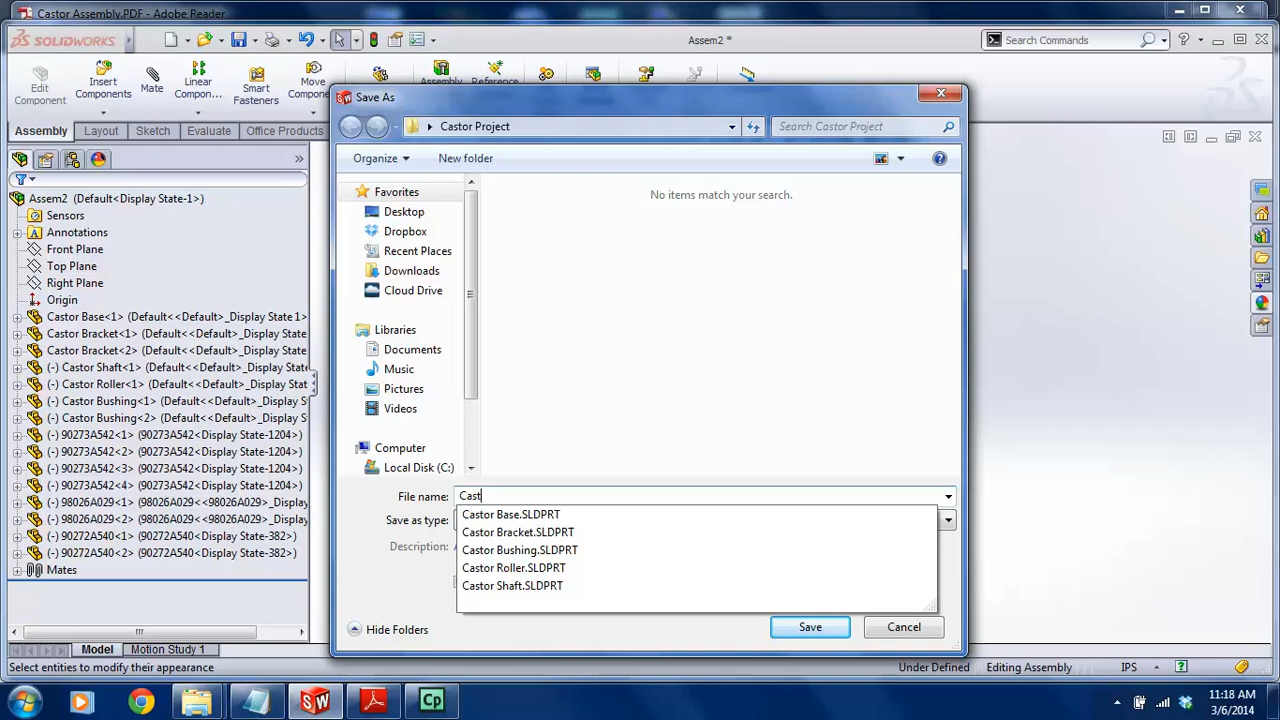 Castor Assembly.PDF - Adobe Reader
SOLIDWORKS
Assem2 *
Search Commands
Edit Component
Insert Components
Mate
Linear Compon...
Smart Fasteners
Move Compone
Assembly
Reference
Assembly
Layout
Sketch
Evaluate
Office Products
Assem2 (Default<Display State-1>)
Sensors
Annotations
Front Plane
Top Plane
Right Plane
Origin
Castor Base<1> (Default<<Default>_Display State 1>)
Castor Bracket<1> (Default<<Default>_Display State
Castor Bracket<2> (Default<<Default>_Display State
(-) Castor Shaft<1> (Default<<Default>_Display State
(-) Castor Roller<1> (Default<<Default>_Display Stat
Castor Bushing<1> (Default<<Default>_Display State
Castor Bushing<2> (Default<<Default>_Display State
(-) 90273A542<1> (90273A542<Display State-1204>)
(-) 90273A542<2> (90273A542<Display State-1204>)
(-) 90273A542<3> (90273A542<Display State-1204>)
(-) 90273A542<4> (90273A542<Display State-1204>)
(-) 98026A029<1> (98026A029<<98026A029>_Display
(-) 98026A029<2> (98026A029<<98026A029>_Display
(-) 90272A540<1> (90272A540<Display State-382>)
(-) 90272A540<2> (90272A540<Display State-382>)
Mates
Save As
Castor Project
Search Castor Project
Organize
New folder
Favorites
Desktop
Dropbox
Recent Places
Downloads
Cloud Drive
Libraries
Documents
Music
Pictures
Videos
Computer
Local Disk (C:)
No items match your search.
File name: Cast
Save as type:
Description:
Castor Base.SLDPRT
Castor Bracket.SLDPRT
Castor Bushing.SLDPRT
Castor Roller.SLDPRT
Castor Shaft.SLDPRT
Hide Folders
Save
Cancel
Model
Motion Study 1
Select entities to modify their appearance
Under Defined
Editing Assembly
IPS
11:18 AM
3/6/2014